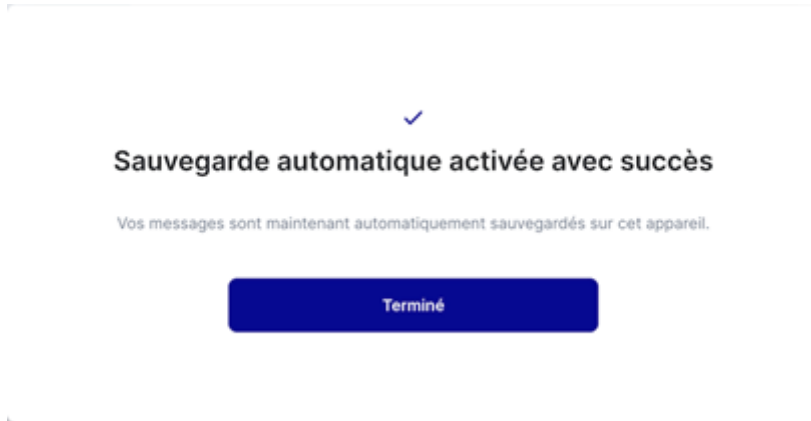 Sauvegarde automatique activée avec succès
Vos messages sont maintenant automatiquement sauvegardés sur cet appareil.
Terminé